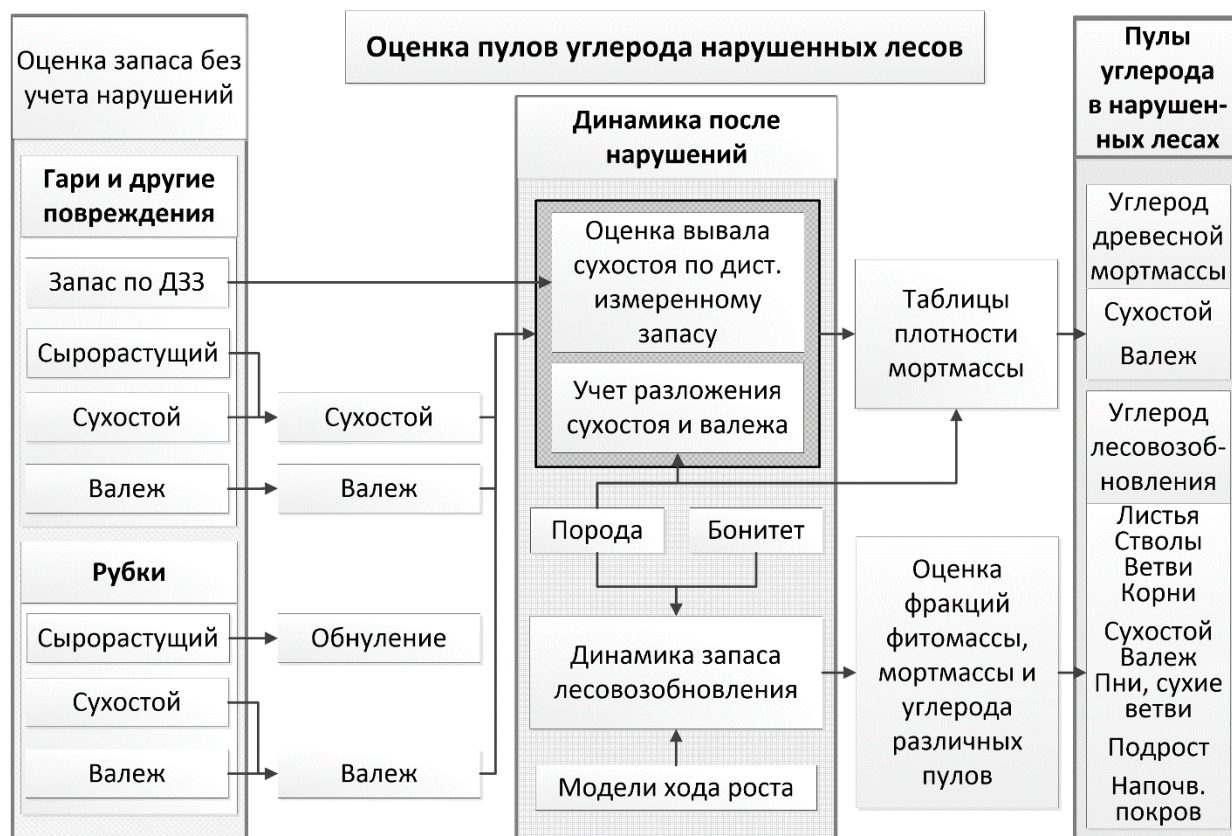 Оценка пулов углерода нарушенных лесов
Оценка запаса без
учета нарушений
Гари и другие
повреждения
Запас по ДЗЗ
Сырорастущий
Сухостой
Валеж
Рубки
Сырорастущий
Сухостой
Валеж
Сухостой
Валеж
Обнуление
Валеж
Динамика после
нарушений
Оценка вывала
сухостоя по дист.
измеренному
запасу
Учет разложения
сухостоя и валежа
Порода
Бонитет
Динамика запаса
лесовозобновления
Модели хода роста
Таблицы
плотности
мортмассы
Оценка
фракций
фитомассы,
мортмассы и
углерода
различных
пулов
Пулы
углерода
в нарушен-
ных лесах
Углерод
древесной
мортмассы
Сухостой
Валеж
Углерод
лесовозоб-
новления
Листья
Стволы
Ветви
Корни
Сухостой
Валеж
Пни, сухие
ветви
Подрост
Напочв.
покров